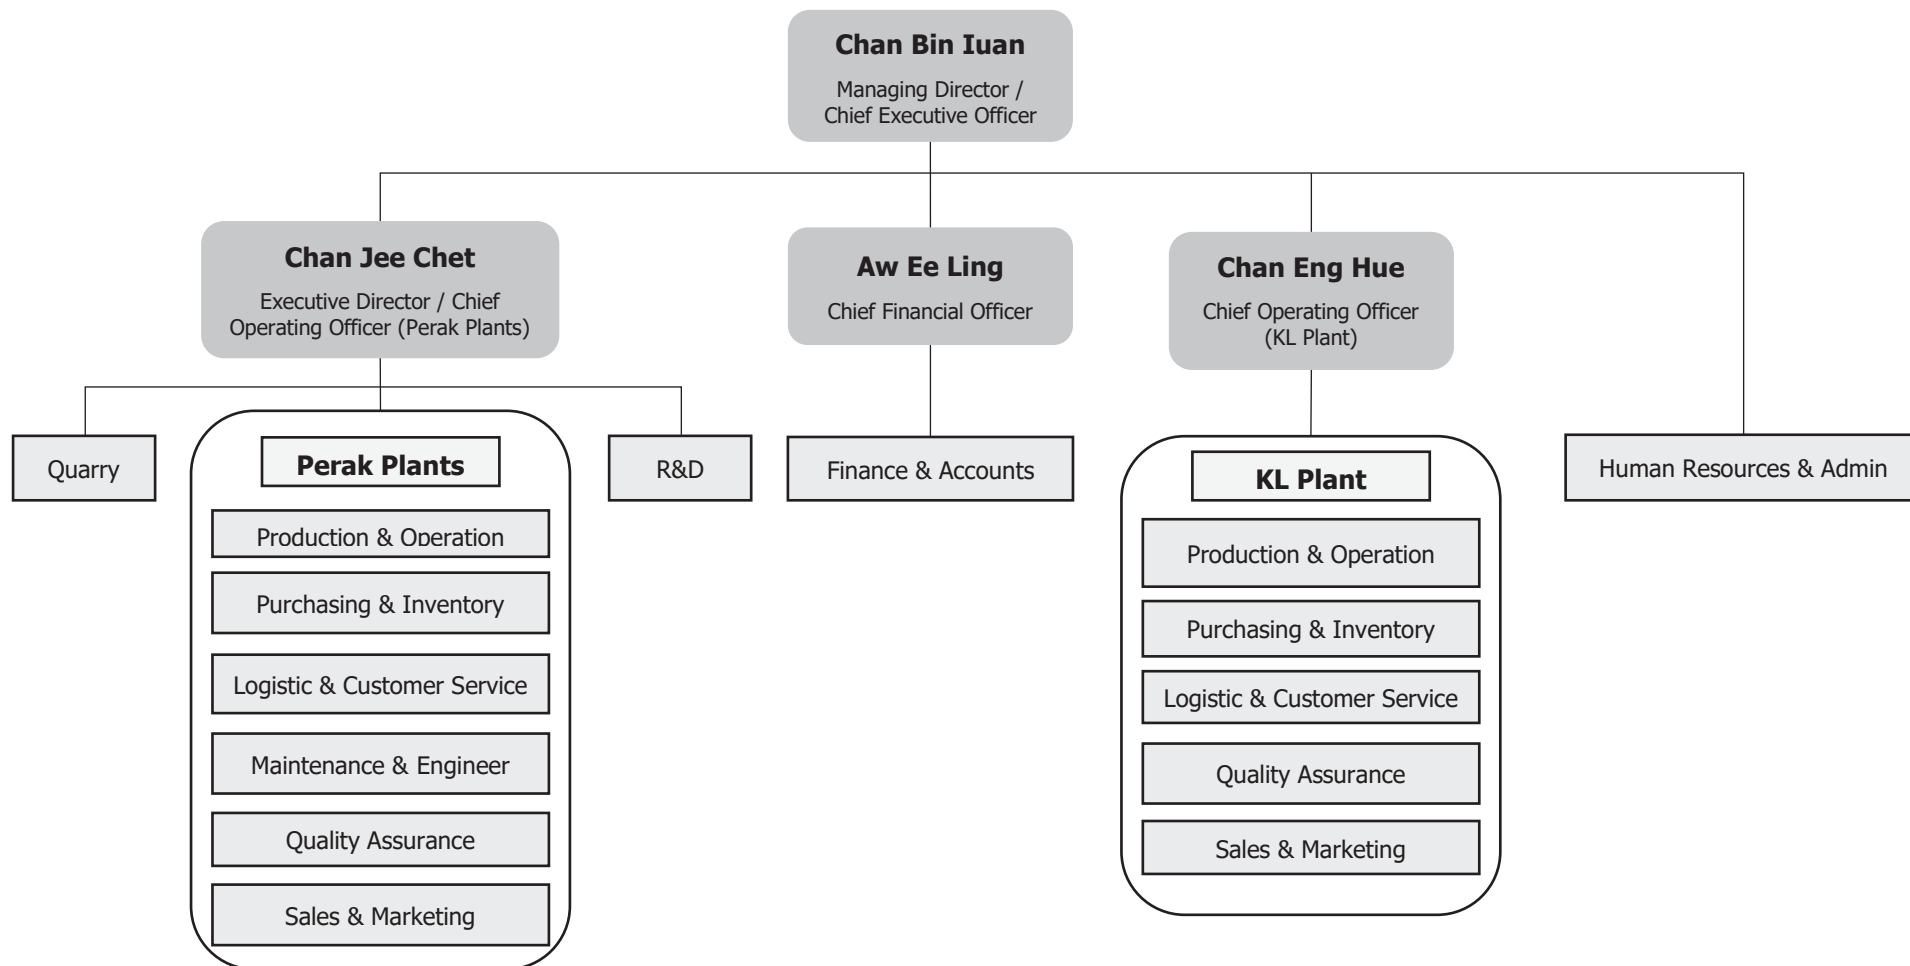 Chan Bin Iuan
Managing Director /
Chief Executive Officer
Chan Jee Chet
Executive Director / Chief
Operating Officer (Perak Plants)
Aw Ee Ling
Chief Financial Officer
Chan Eng Hue
Chief Operating Officer
(KL Plant)
Quarry
Perak Plants
Production & Operation
Purchasing & Inventory
Logistic & Customer Service
Maintenance & Engineer
Quality Assurance
Sales & Marketing
R&D
Finance & Accounts
KL Plant
Production & Operation
Purchasing & Inventory
Logistic & Customer Service
Quality Assurance
Sales & Marketing
Human Resources & Admin